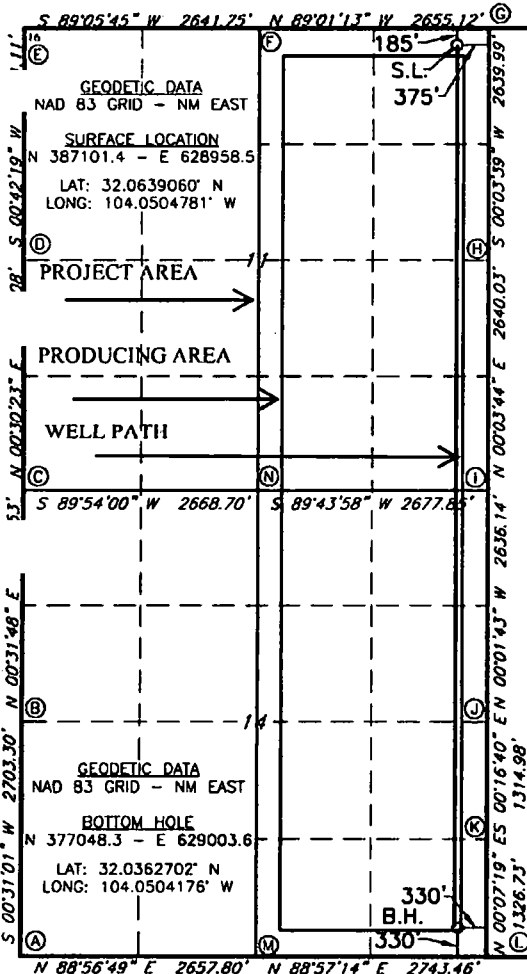 S 89°05'45" W 2641.75' N 89°01'13" W 2655.12' G
16
E
F
185'
S.L.
375'
GEODETIC DATA
NAD 83 GRID - NM EAST
SURFACE LOCATION
N 387101.4 - E 628958.5
LAT: 32.0639060° N
LONG: 104.0504781° W
S 00°42'19" W
S 00°03'59" W 2639.99'
D
11
H
PROJECT AREA
PRODUCING AREA
WELL PATH
N 00°30'23" E
N 00°03'44" E 2640.03'
C
N
I
S 89°54'00" W 2668.70' S 89°43'58" W 2677.85'
N 00°01'43" W 2636.14'
N 00°31'48" E
B
14
J
S 00°31'01" W 2703.30'
S 00°16'40" E 1314.98'
GEODETIC DATA
NAD 83 GRID - NM EAST
BOTTOM HOLE
N 377048.3 - E 629003.6
LAT: 32.0362702° N
LONG: 104.0504176° W
K
N 00°07'19" E 1326.73'
330'
B.H.
330'
A
M
L
N 88°56'49" E 2657.80' N 88°57'14" E 2743.46'